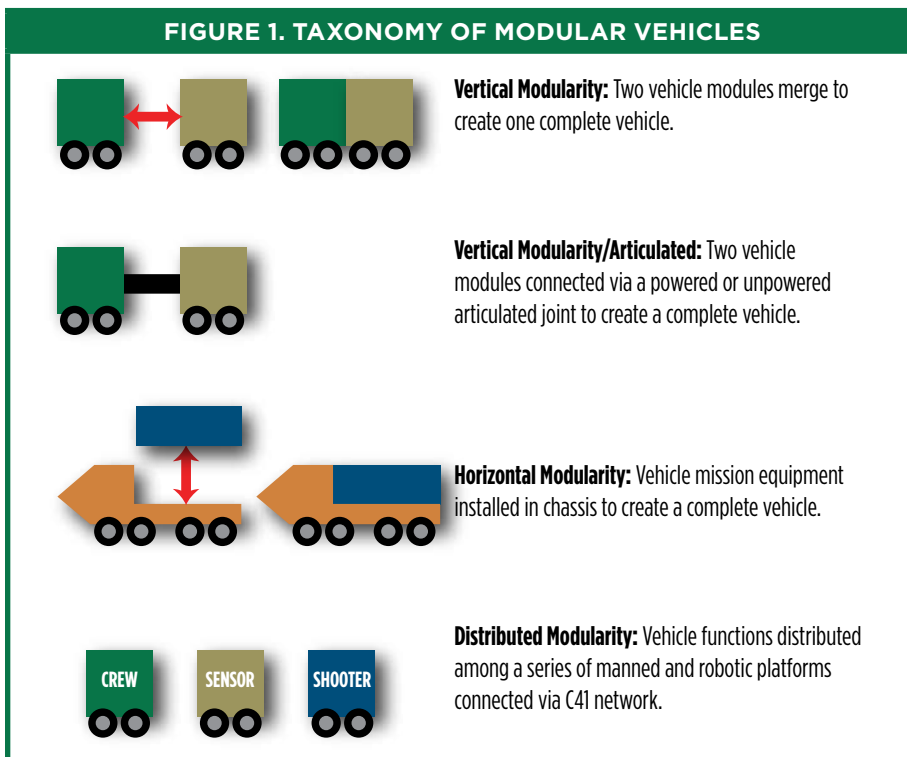 FIGURE 1. TAXONOMY OF MODULAR VEHICLES
Vertical Modularity: Two vehicle modules merge to
create one complete vehicle.
Vertical Modularity/Articulated: Two vehicle
modules connected via a powered or unpowered
articulated joint to create a complete vehicle.
Horizontal Modularity: Vehicle mission equipment
installed in chassis to create a complete vehicle.
CREW
SENSOR
SHOOTER
Distributed Modularity: Vehicle functions distributed
among a series of manned and robotic platforms
connected via C41 network.